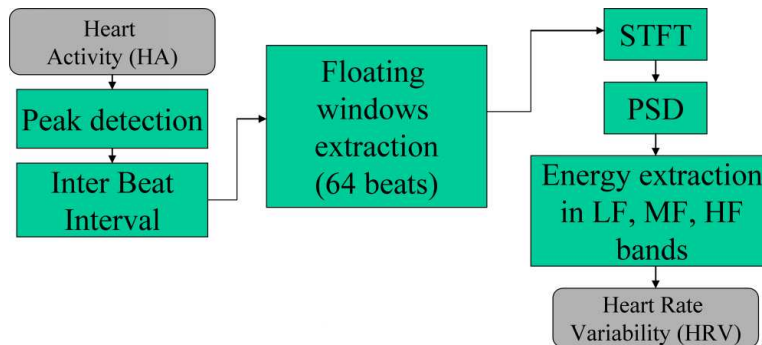 Heart
Activity (HA)
Peak detection
Inter Beat
Interval
Floating
windows
extraction
(64 beats)
STFT
PSD
Energy extraction
in LF, MF, HF
bands
Heart Rate
Variability (HRV)